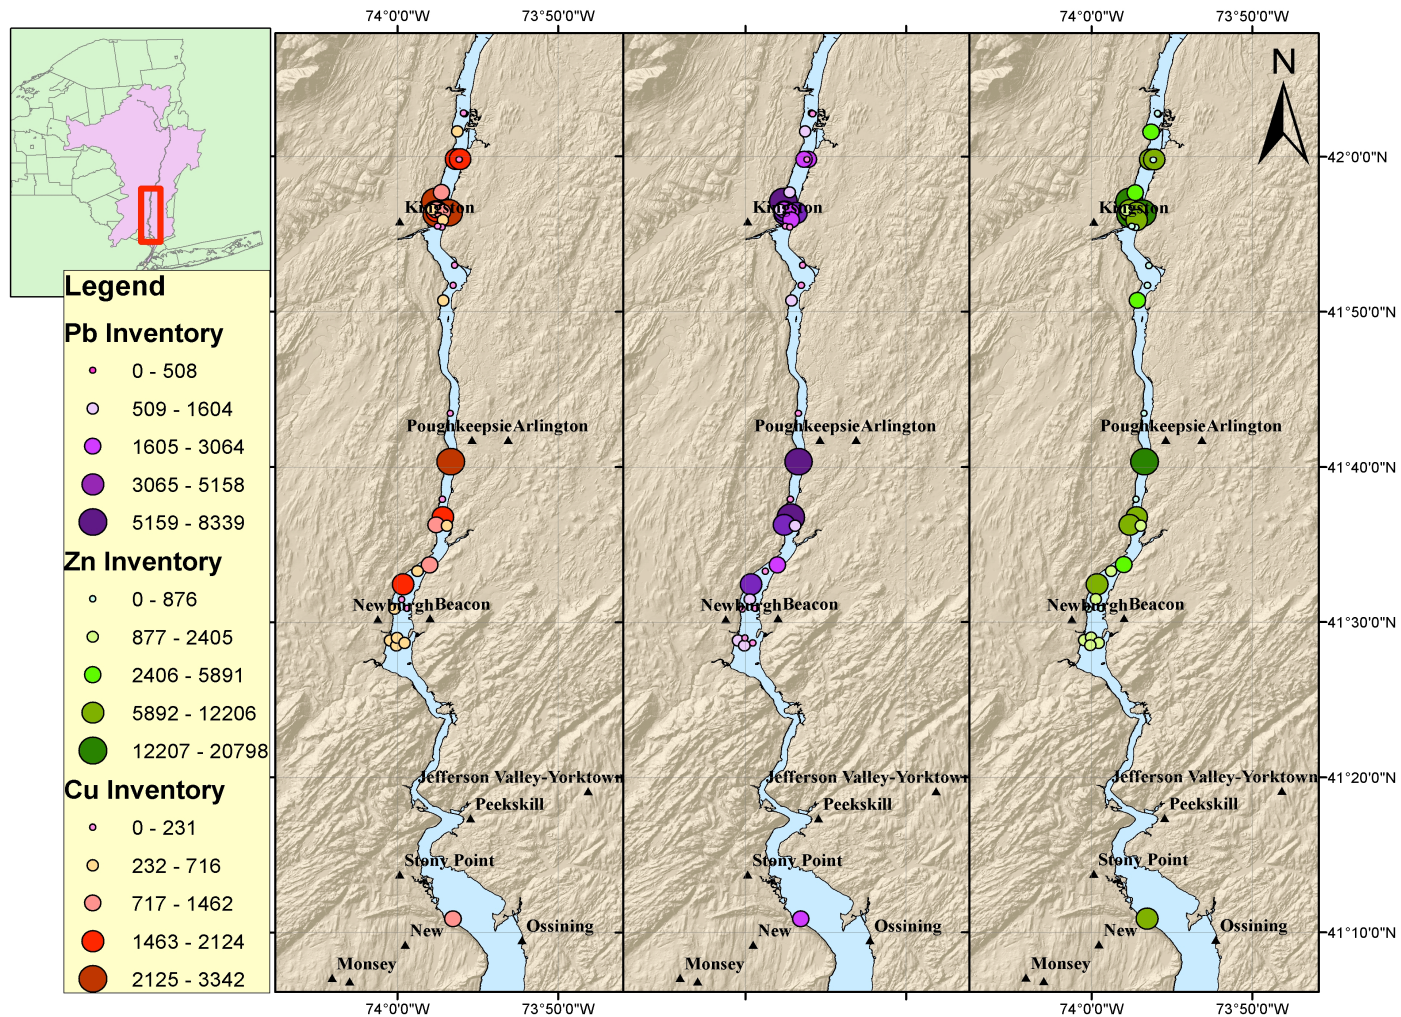 74°0'0"W 73°50'0"W 74°0'0"W 73°50'0"W
N
42°0'0"N
Kingston Kingston Kingston
Legend
41°50'0"N
Pb Inventory
0 - 508
509 - 1604
1605 - 3064
3065 - 5158
5159 - 8339
Poughkeepsie Arlington Poughkeepsie Arlington Poughkeepsie Arlington
41°40'0"N
Zn Inventory
0 - 876
877 - 2405
2406 - 5891
5892 - 12206
12207 - 20798
Newburgh Beacon Newburgh Beacon Newburgh Beacon
41°30'0"N
Jefferson Valley-Yorktown Jefferson Valley-Yorktown Jefferson Valley-Yorktown
41°20'0"N
Cu Inventory
0 - 231
232 - 716
717 - 1462
1463 - 2124
2125 - 3342
Peekskill Peekskill Peekskill
Stony Point Stony Point Stony Point
New Ossining New Ossining New Ossining
41°10'0"N
Monsey Monsey Monsey
74°0'0"W 73°50'0"W 74°0'0"W 73°50'0"W